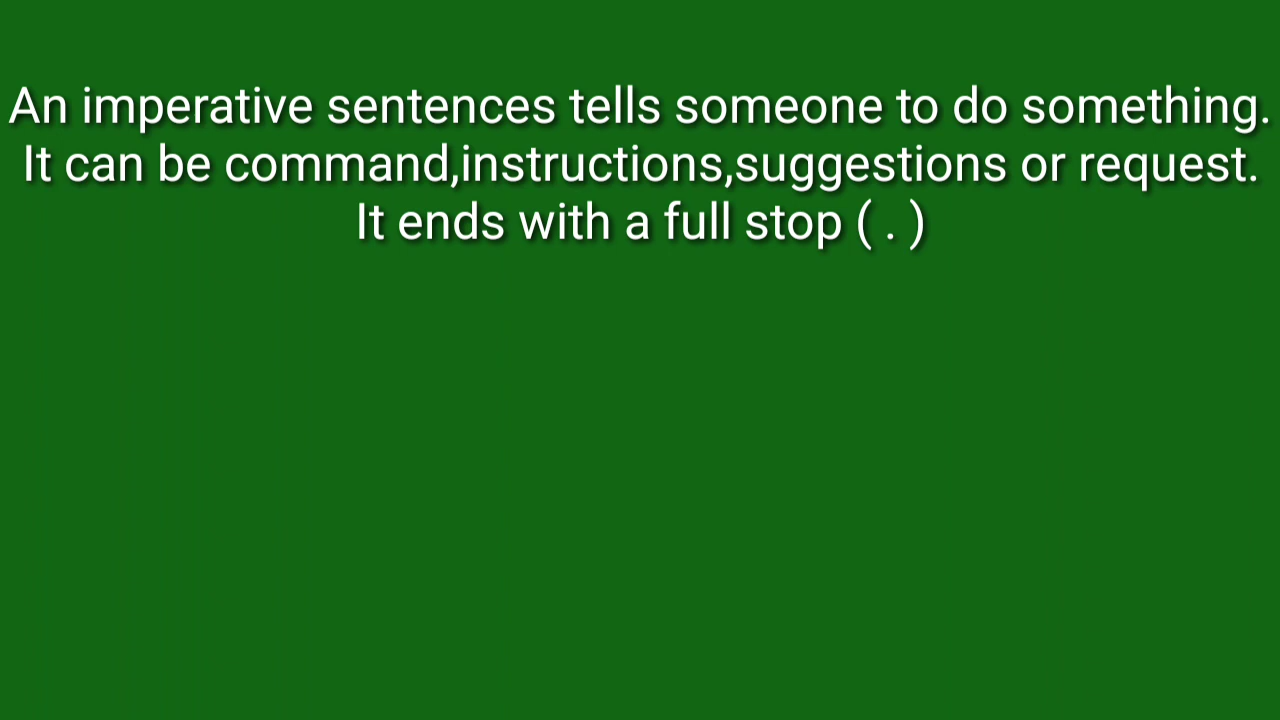 An imperative sentences tells someone to do something.
It can be command,instructions,suggestions or request.
It ends with a full stop ( . )